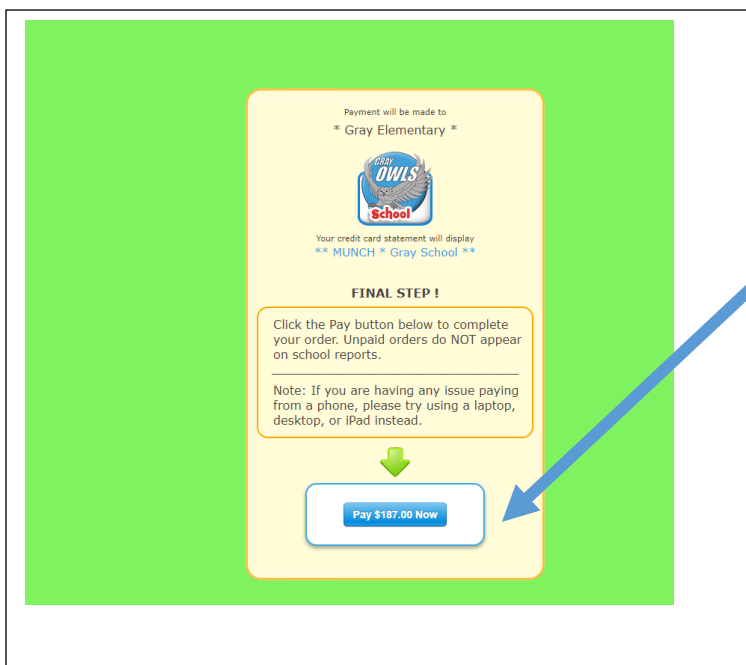 Payment will be made to
* Gray Elementary *
GRAY
OWLS
School
Your credit card statement will display
** MUNCH * Gray School **
FINAL STEP !
Click the Pay button below to complete
your order. Unpaid orders do NOT appear
on school reports.
Note: If you are having any issue paying
from a phone, please try using a laptop,
desktop, or iPad instead.
Pay $187.00 Now